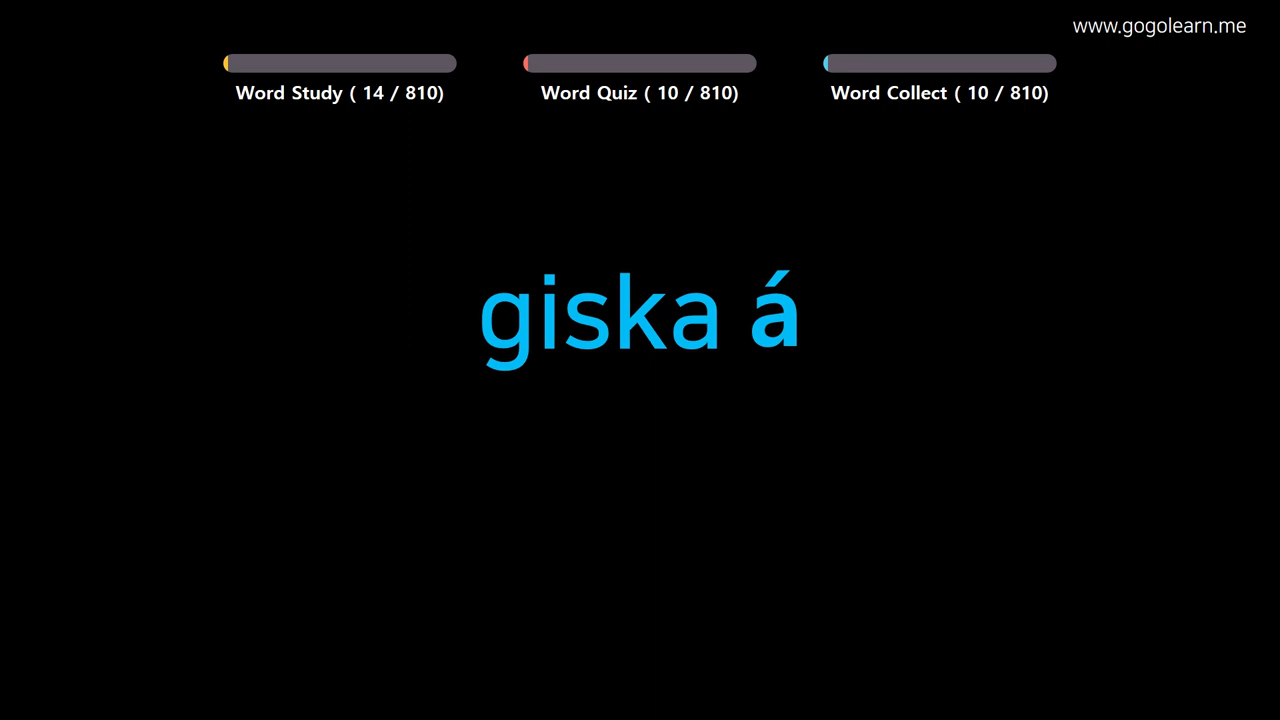 www.gogolearn.me
Word Study ( 14 / 810)
Word Quiz ( 10 / 810)
Word Collect ( 10 / 810)
giska á